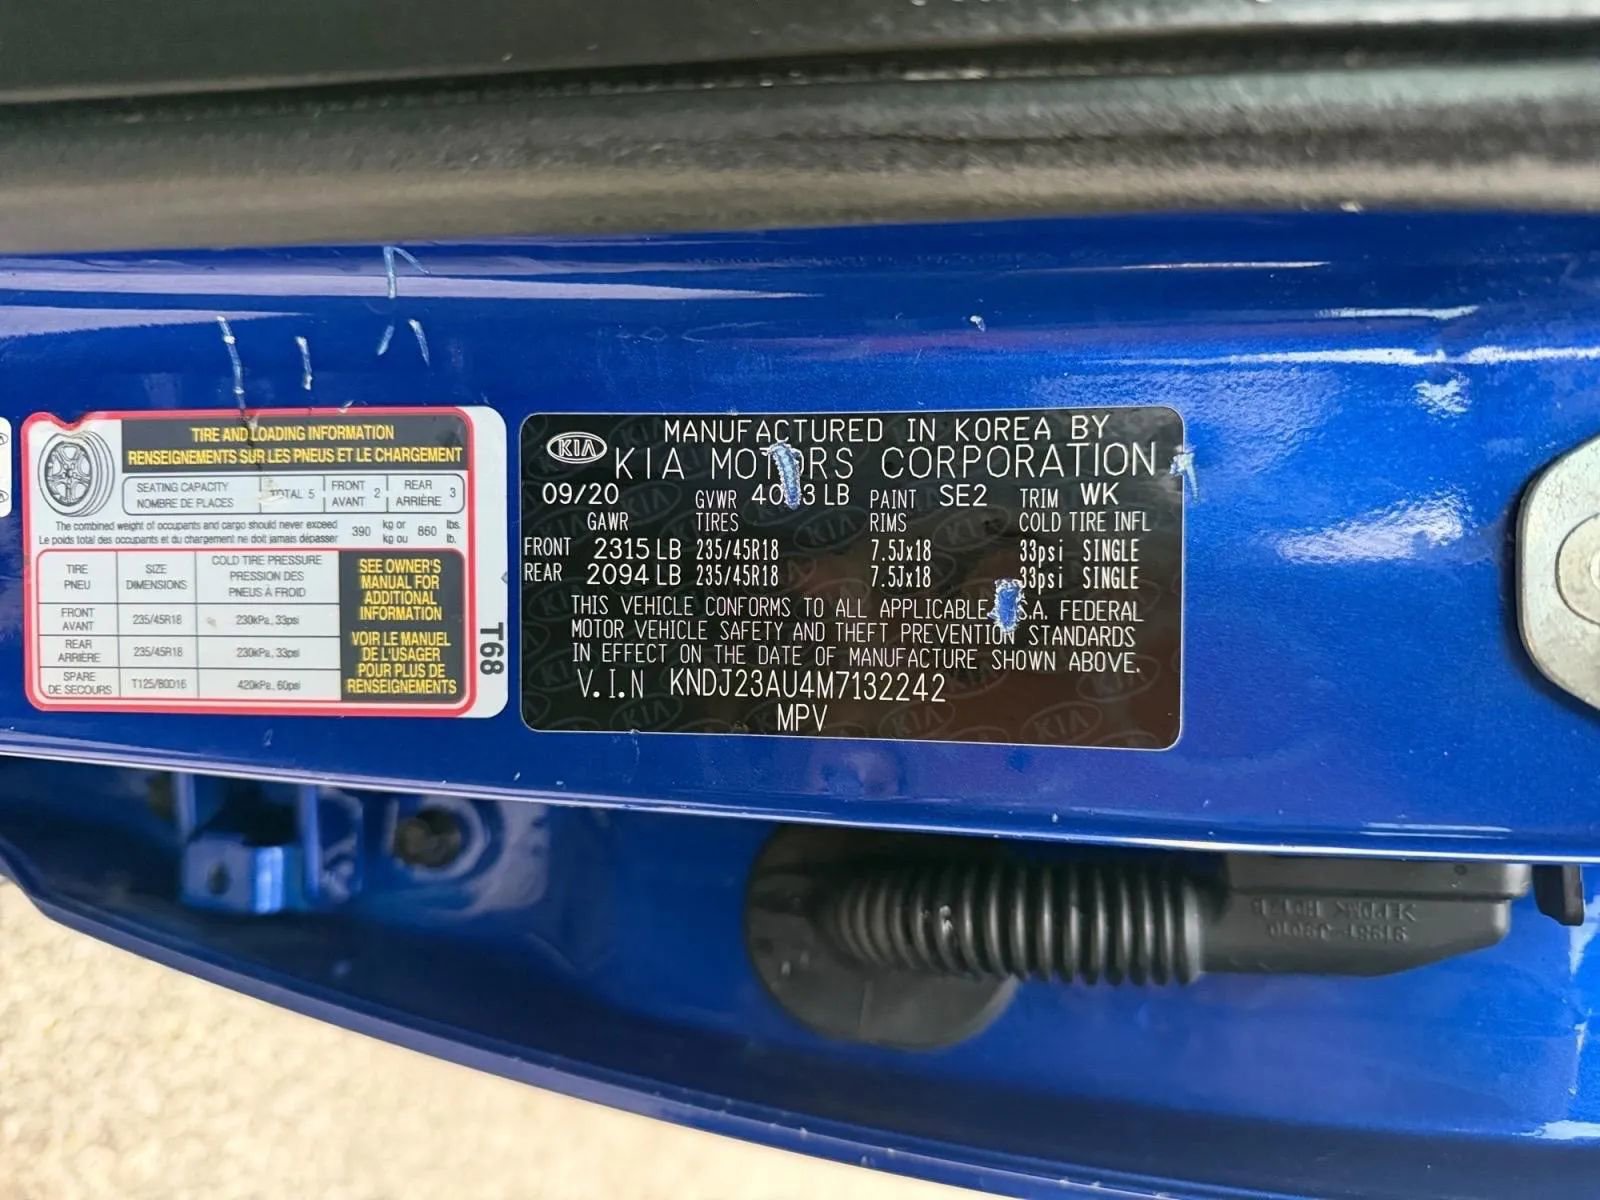 TIRE AND LOADING INFORMATION
RENSEIGNEMENTS SUR LES PNEUS ET LE CHARGEMENT
SEATING CAPACITY
NOMBRE DE PLACES
TOTAL 5
FRONT
AVANT 2
REAR
ARRIÈRE 3
The combined weight of occupants and cargo should never exceed
Le poids total des occupants et du chargement ne doit jamais dépasser
390 kg or
kg ou 860 lbs.
lb.
TIRE
PNEU
SIZE
DIMENSIONS
COLD TIRE PRESSURE
PRESSION DES
PNEUS À FROID
FRONT
AVANT
235/45R18
230kPa, 33psi
REAR
ARRIÈRE
235/45R18
230kPa, 33psi
SPARE
DE SECOURS
T125/80D16
420kPa, 60psi
SEE OWNER'S
MANUAL FOR
ADDITIONAL
INFORMATION
VOIR LE MANUEL
DE L'USAGER
POUR PLUS DE
RENSEIGNEMENTS
T68
KIA
MANUFACTURED IN KOREA BY
KIA MOTORS CORPORATION
09/20 GVWR LB PAINT SE2 TRIM WK
GAWR TIRES RIMS COLD TIRE INFL
FRONT 2315 LB 235/45R18 7.5Jx18 33psi SINGLE
REAR 2094 LB 235/45R18 7.5Jx18 33psi SINGLE
THIS VEHICLE CONFORMS TO ALL APPLICABLE U.S.A. FEDERAL
MOTOR VEHICLE SAFETY AND THEFT PREVENTION STANDARDS
IN EFFECT ON THE DATE OF MANUFACTURE SHOWN ABOVE.
V.I.N KNDJ23AU4M7132242
MPV